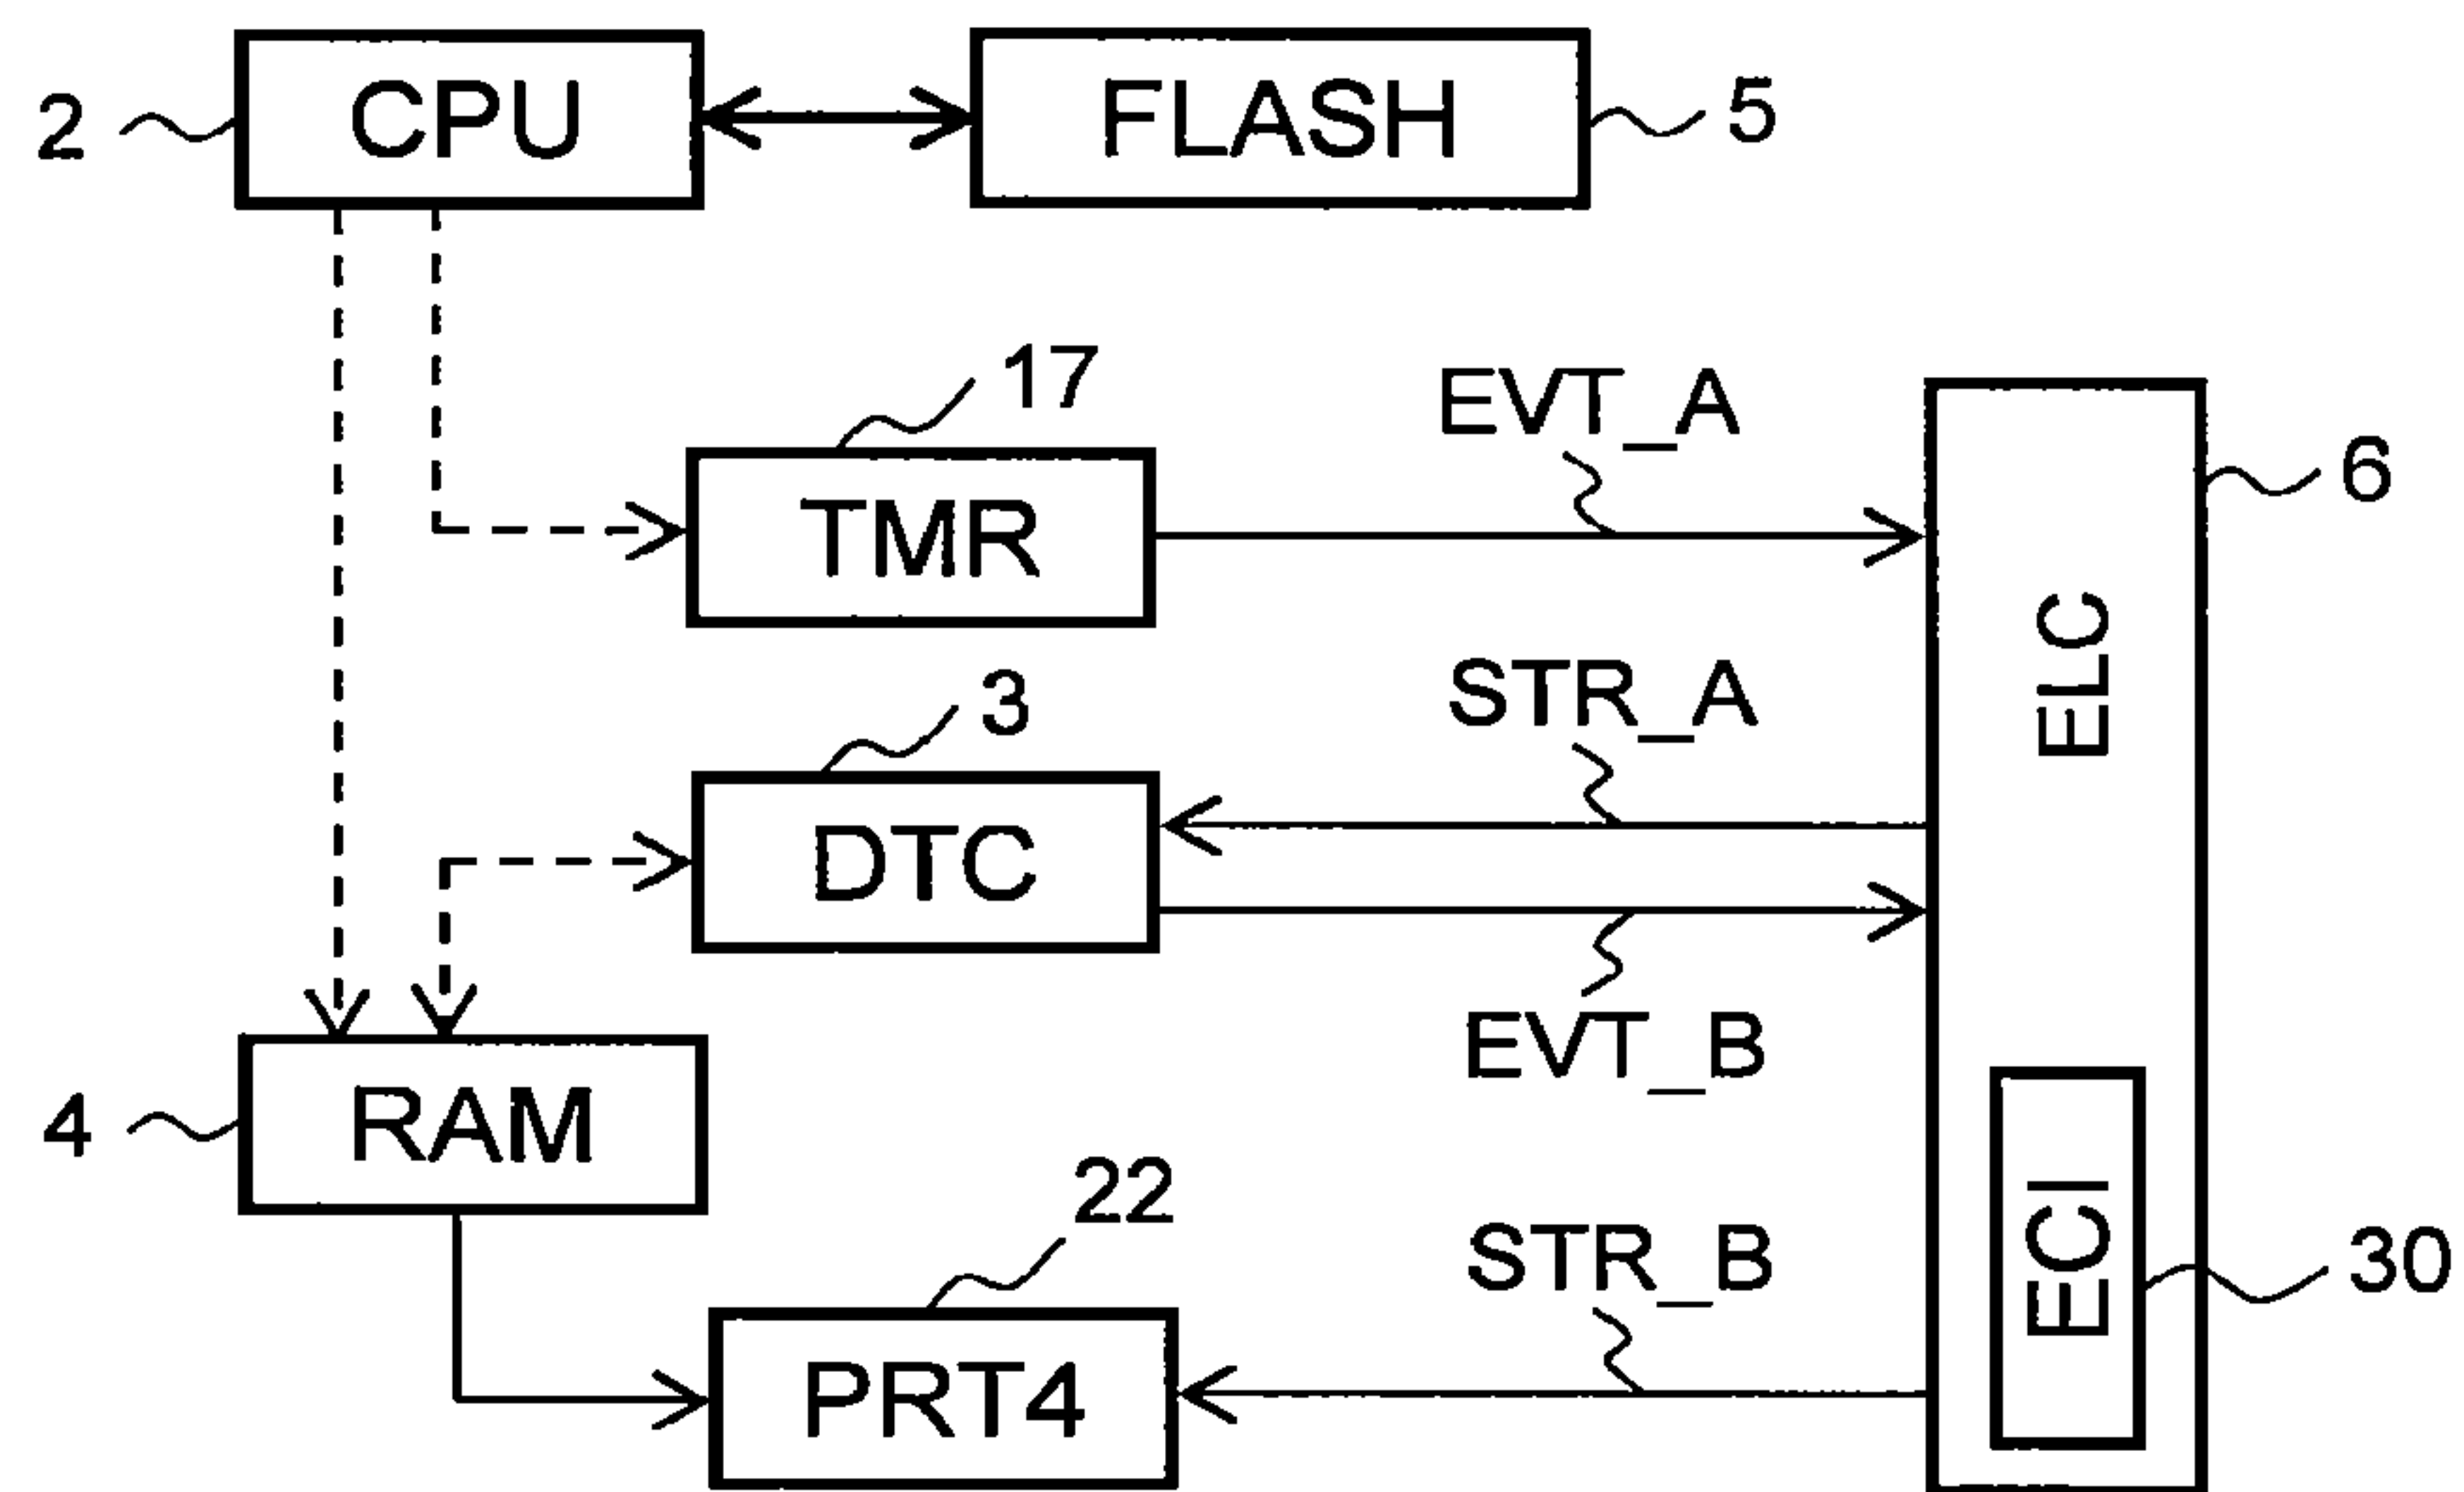 2
CPU
FLASH
5
17
EVT_A
6
TMR
ELC
3
STR_A
DTC
EVT_B
4
RAM
22
STR_B
ECI
30
PRT4